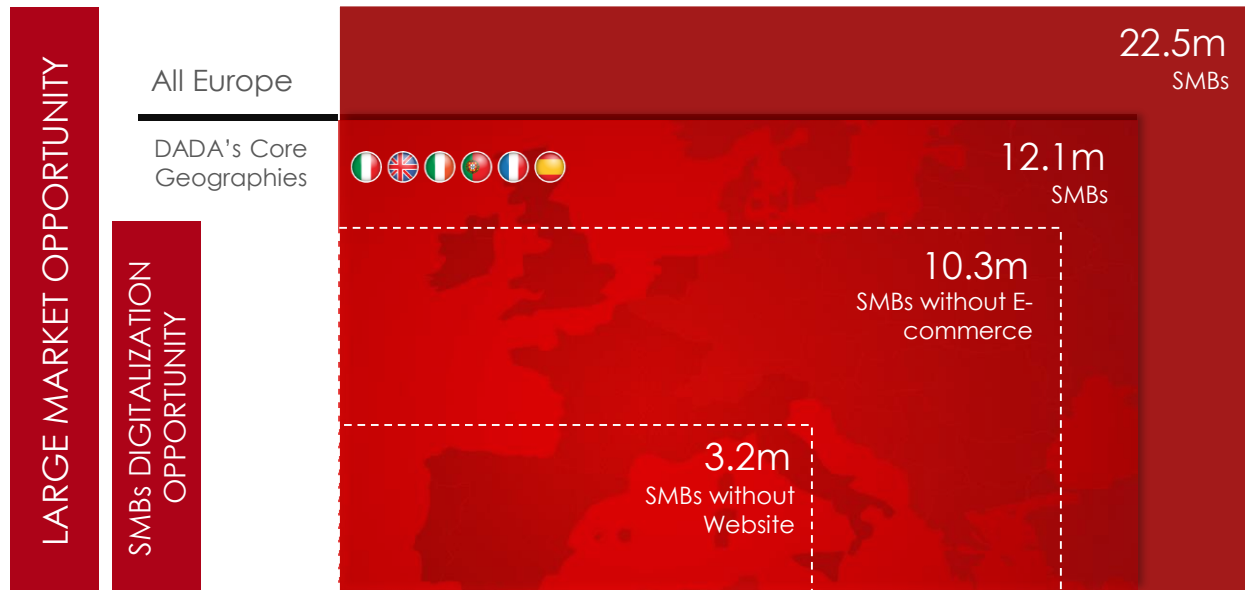 LARGE MARKET OPPORTUNITY
SMBs DIGITALIZATION
OPPORTUNITY
All Europe
22.5m
SMBs
DADA's Core
Geographies
12.1m
SMBs
10.3m
SMBs without E-
commerce
3.2m
SMBs without
Website